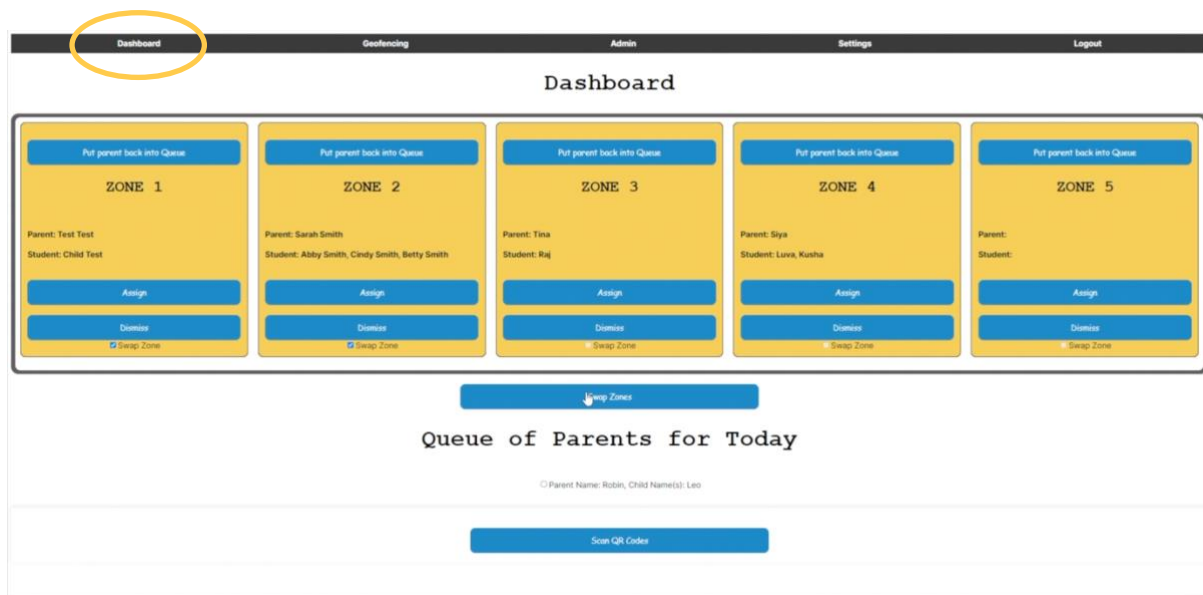 Dashboard Geofencing Admin Settings Logout
Dashboard
Put parent back into Queue Put parent back into Queue Put parent back into Queue Put parent back into Queue Put parent back into Queue
ZONE 1 ZONE 2 ZONE 3 ZONE 4 ZONE 5
Parent: Test Test Parent: Sarah Smith Parent: Tina Parent: Siya Parent:
Student: Child Test Student: Abby Smith, Cindy Smith, Betty Smith Student: Raj Student: Luva, Kusha Student:
Assign Assign Assign Assign Assign
Dismiss Dismiss Dismiss Dismiss Dismiss
Swap Zone Swap Zone Swap Zone Swap Zone Swap Zone
Swap Zones
Queue of Parents for Today
Parent Name: Robin, Child Name(s): Leo
Scan QR Codes